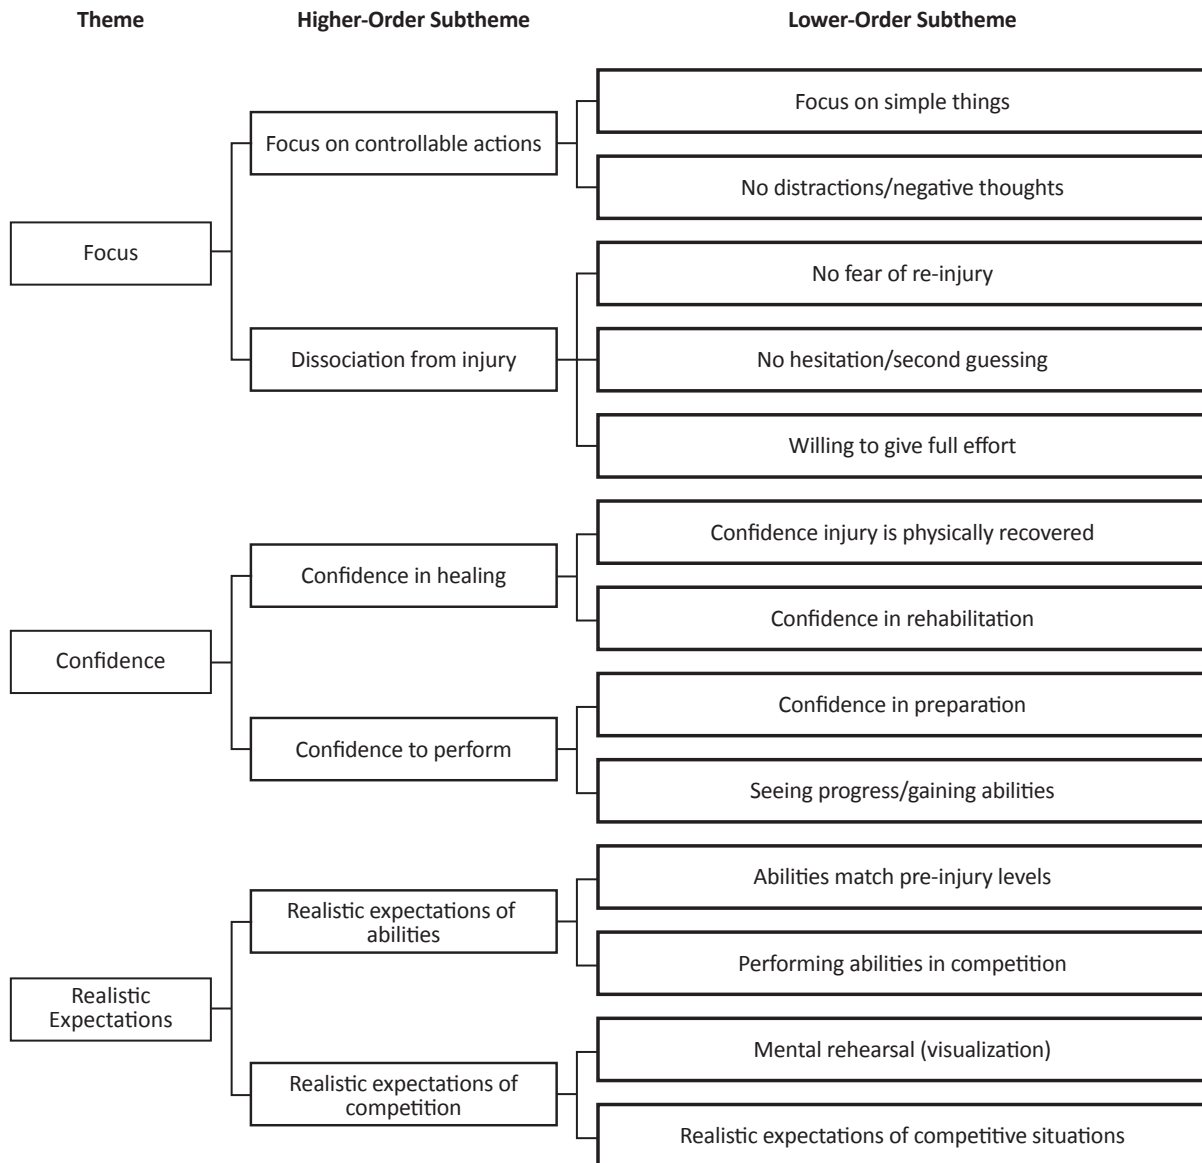 Theme
Higher-Order Subtheme
Lower-Order Subtheme
Focus
Focus on controllable actions
Focus on simple things
No distractions/negative thoughts
Dissociation from injury
No fear of re-injury
No hesitation/second guessing
Willing to give full effort
Confidence
Confidence in healing
Confidence injury is physically recovered
Confidence in rehabilitation
Confidence to perform
Confidence in preparation
Seeing progress/gaining abilities
Realistic
Expectations
Realistic expectations of
abilities
Abilities match pre-injury levels
Performing abilities in competition
Realistic expectations of
competition
Mental rehearsal (visualization)
Realistic expectations of competitive situations